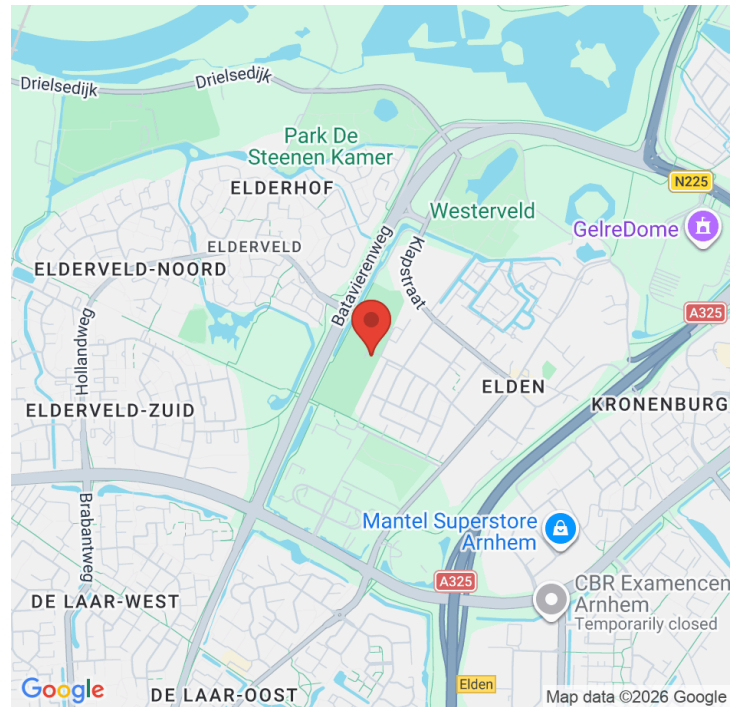 Drielsedijk
Drielsedijk
Park De
Steenen Kamer
ELDERHOF
N225
Westerveld
GelreDome
ELDERVELD
ELDERVELD-NOORD
Batavierenweg
Klapstraat
A325
Hollandweg
ELDEN
ELDERVELD-ZUID
KRONENBURG
Mantel Superstore
Arnhem
Brabantweg
A325
CBR Examencen
Arnhem
Temporarily closed
DE LAAR-WEST
DE LAAR-OOST
Elden
Google
Map data ©2026 Google